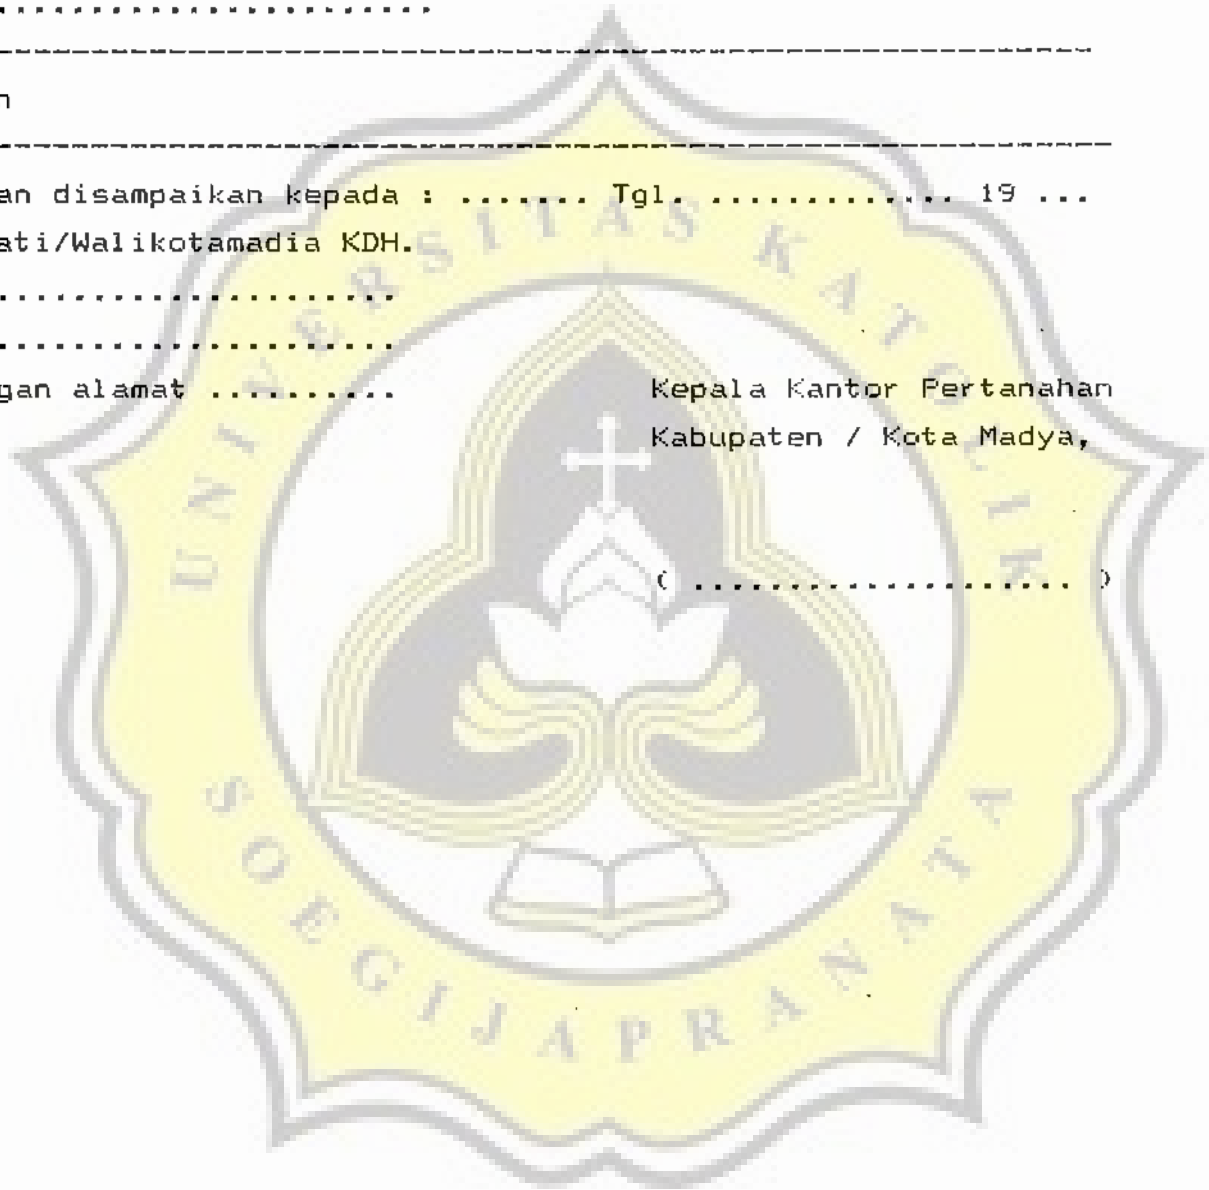 ................................
n
an disampaikan kepada : ....... Tgl. ............. 19 ...
ati/Walikotamadia KDH.
......................
......................
gan alamat ..........
Kepala Kantor Pertanahan
Kabupaten / Kota Madya,
( .................... )
UNIVERSITAS KATOLIK
SOEGIJAPRANATA